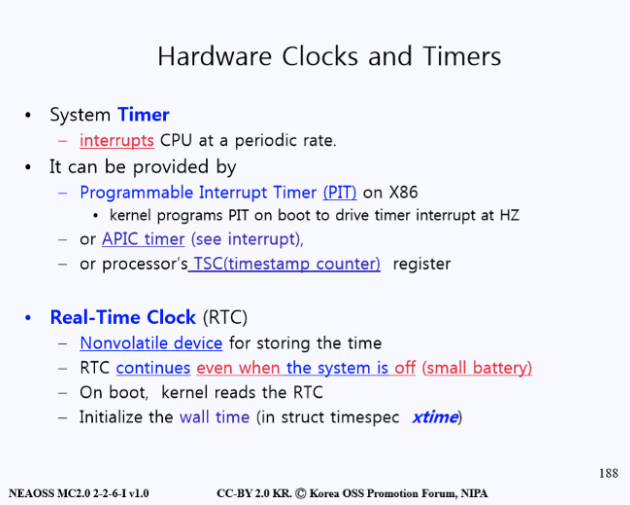 Hardware Clocks and Timers
• System Timer
– interrupts CPU at a periodic rate.
• It can be provided by
– Programmable Interrupt Timer (PIT) on X86
• kernel programs PIT on boot to drive timer interrupt at HZ
– or APIC timer (see interrupt),
– or processor's TSC(timestamp counter) register
• Real-Time Clock (RTC)
– Nonvolatile device for storing the time
– RTC continues even when the system is off (small battery)
– On boot, kernel reads the RTC
– Initialize the wall time (in struct timespec xtime)
188
NEAOSS MC2.0 2-2-6-I v1.0 CC-BY 2.0 KR. © Korea OSS Promotion Forum, NIPA